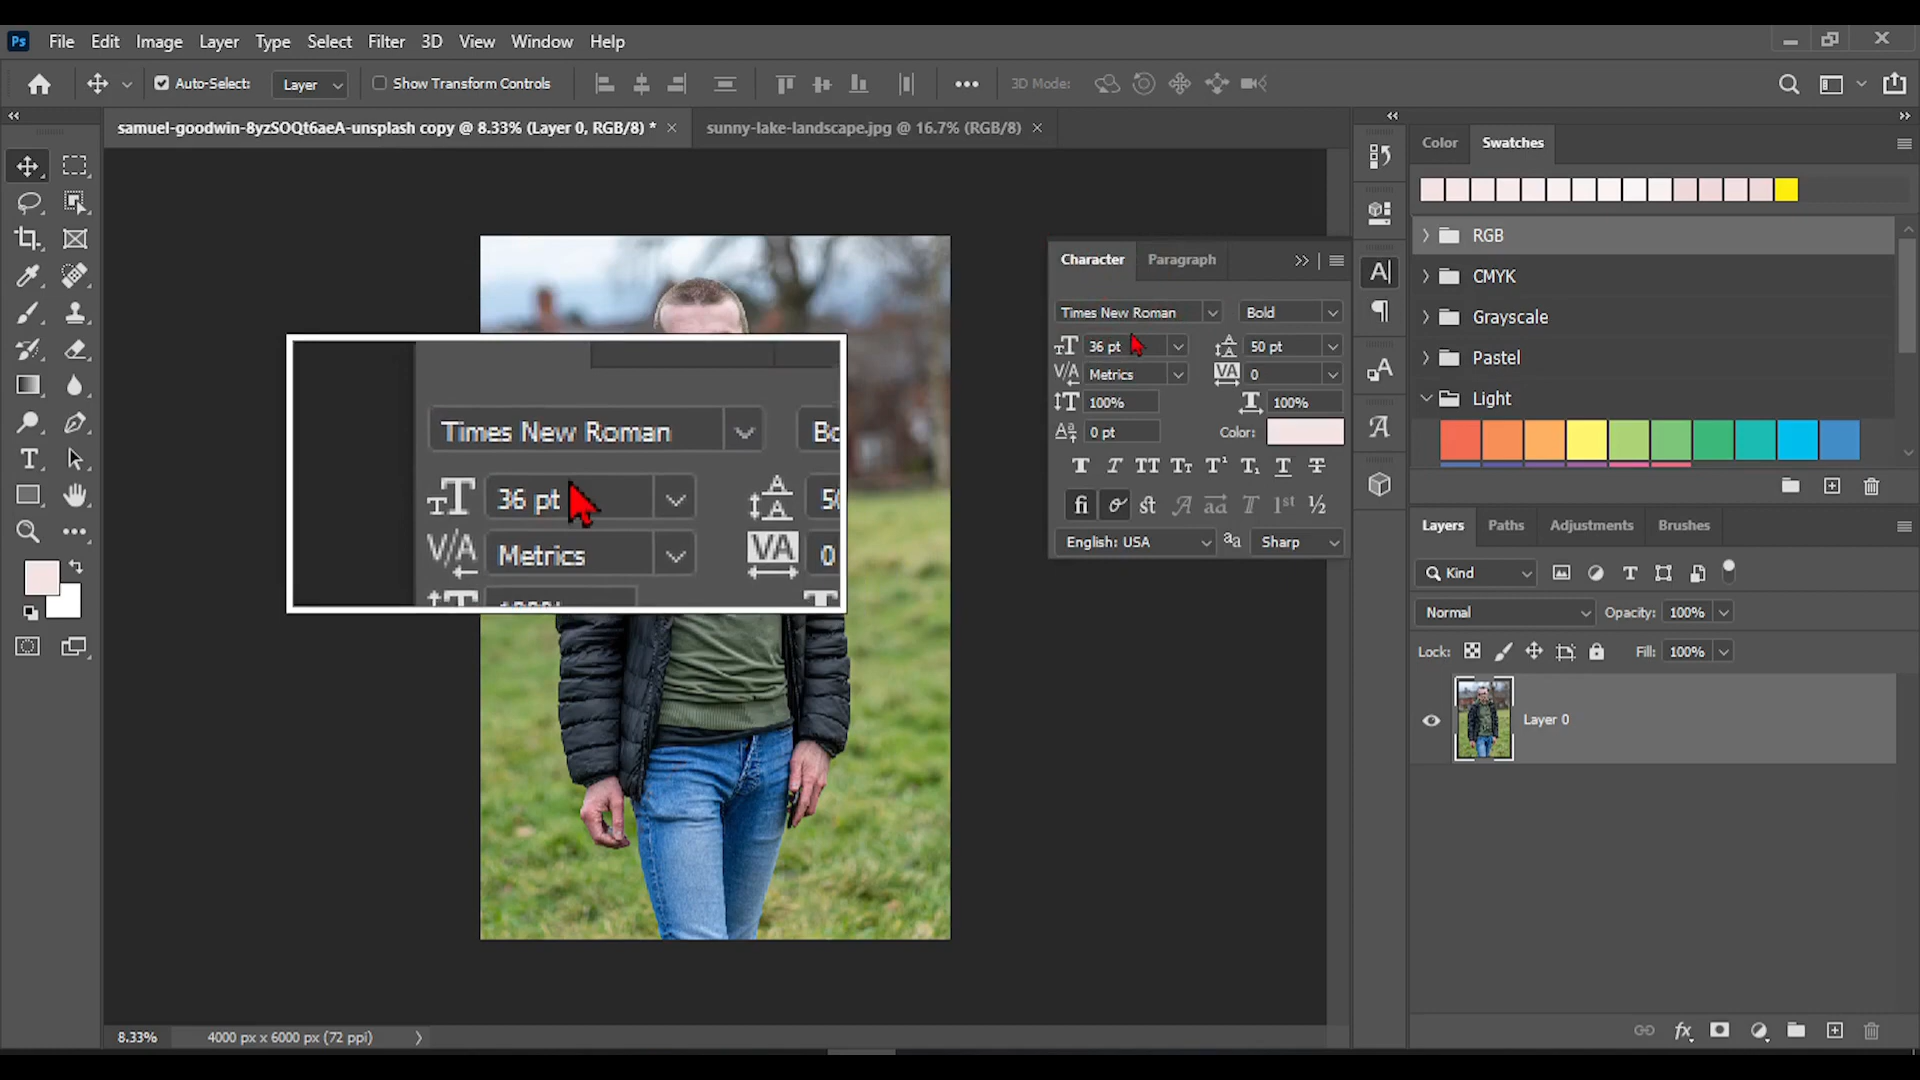 Ps File Edit Image Layer Type Select Filter 3D View Window Help
Auto-Select: Layer Show Transform Controls 3D Mode:
samuel-goodwin-8yzSOQt6aeA-unsplash copy @ 8.33% (Layer 0, RGB/8) * sunny-lake-landscape.jpg @ 16.7% (RGB/8)
Color Swatches
RGB
CMYK
Grayscale
Pastel
Light
Character Paragraph
Times New Roman Bold
36 pt 50 pt
Metrics 0
100% 100%
0 pt Color:
English: USA Sharp
Times New Roman
36 pt
Metrics 0
Layers Paths Adjustments Brushes
Kind
Normal Opacity: 100%
Lock: Fill: 100%
Layer 0
8.33% 4000 px x 6000 px (72 ppi)